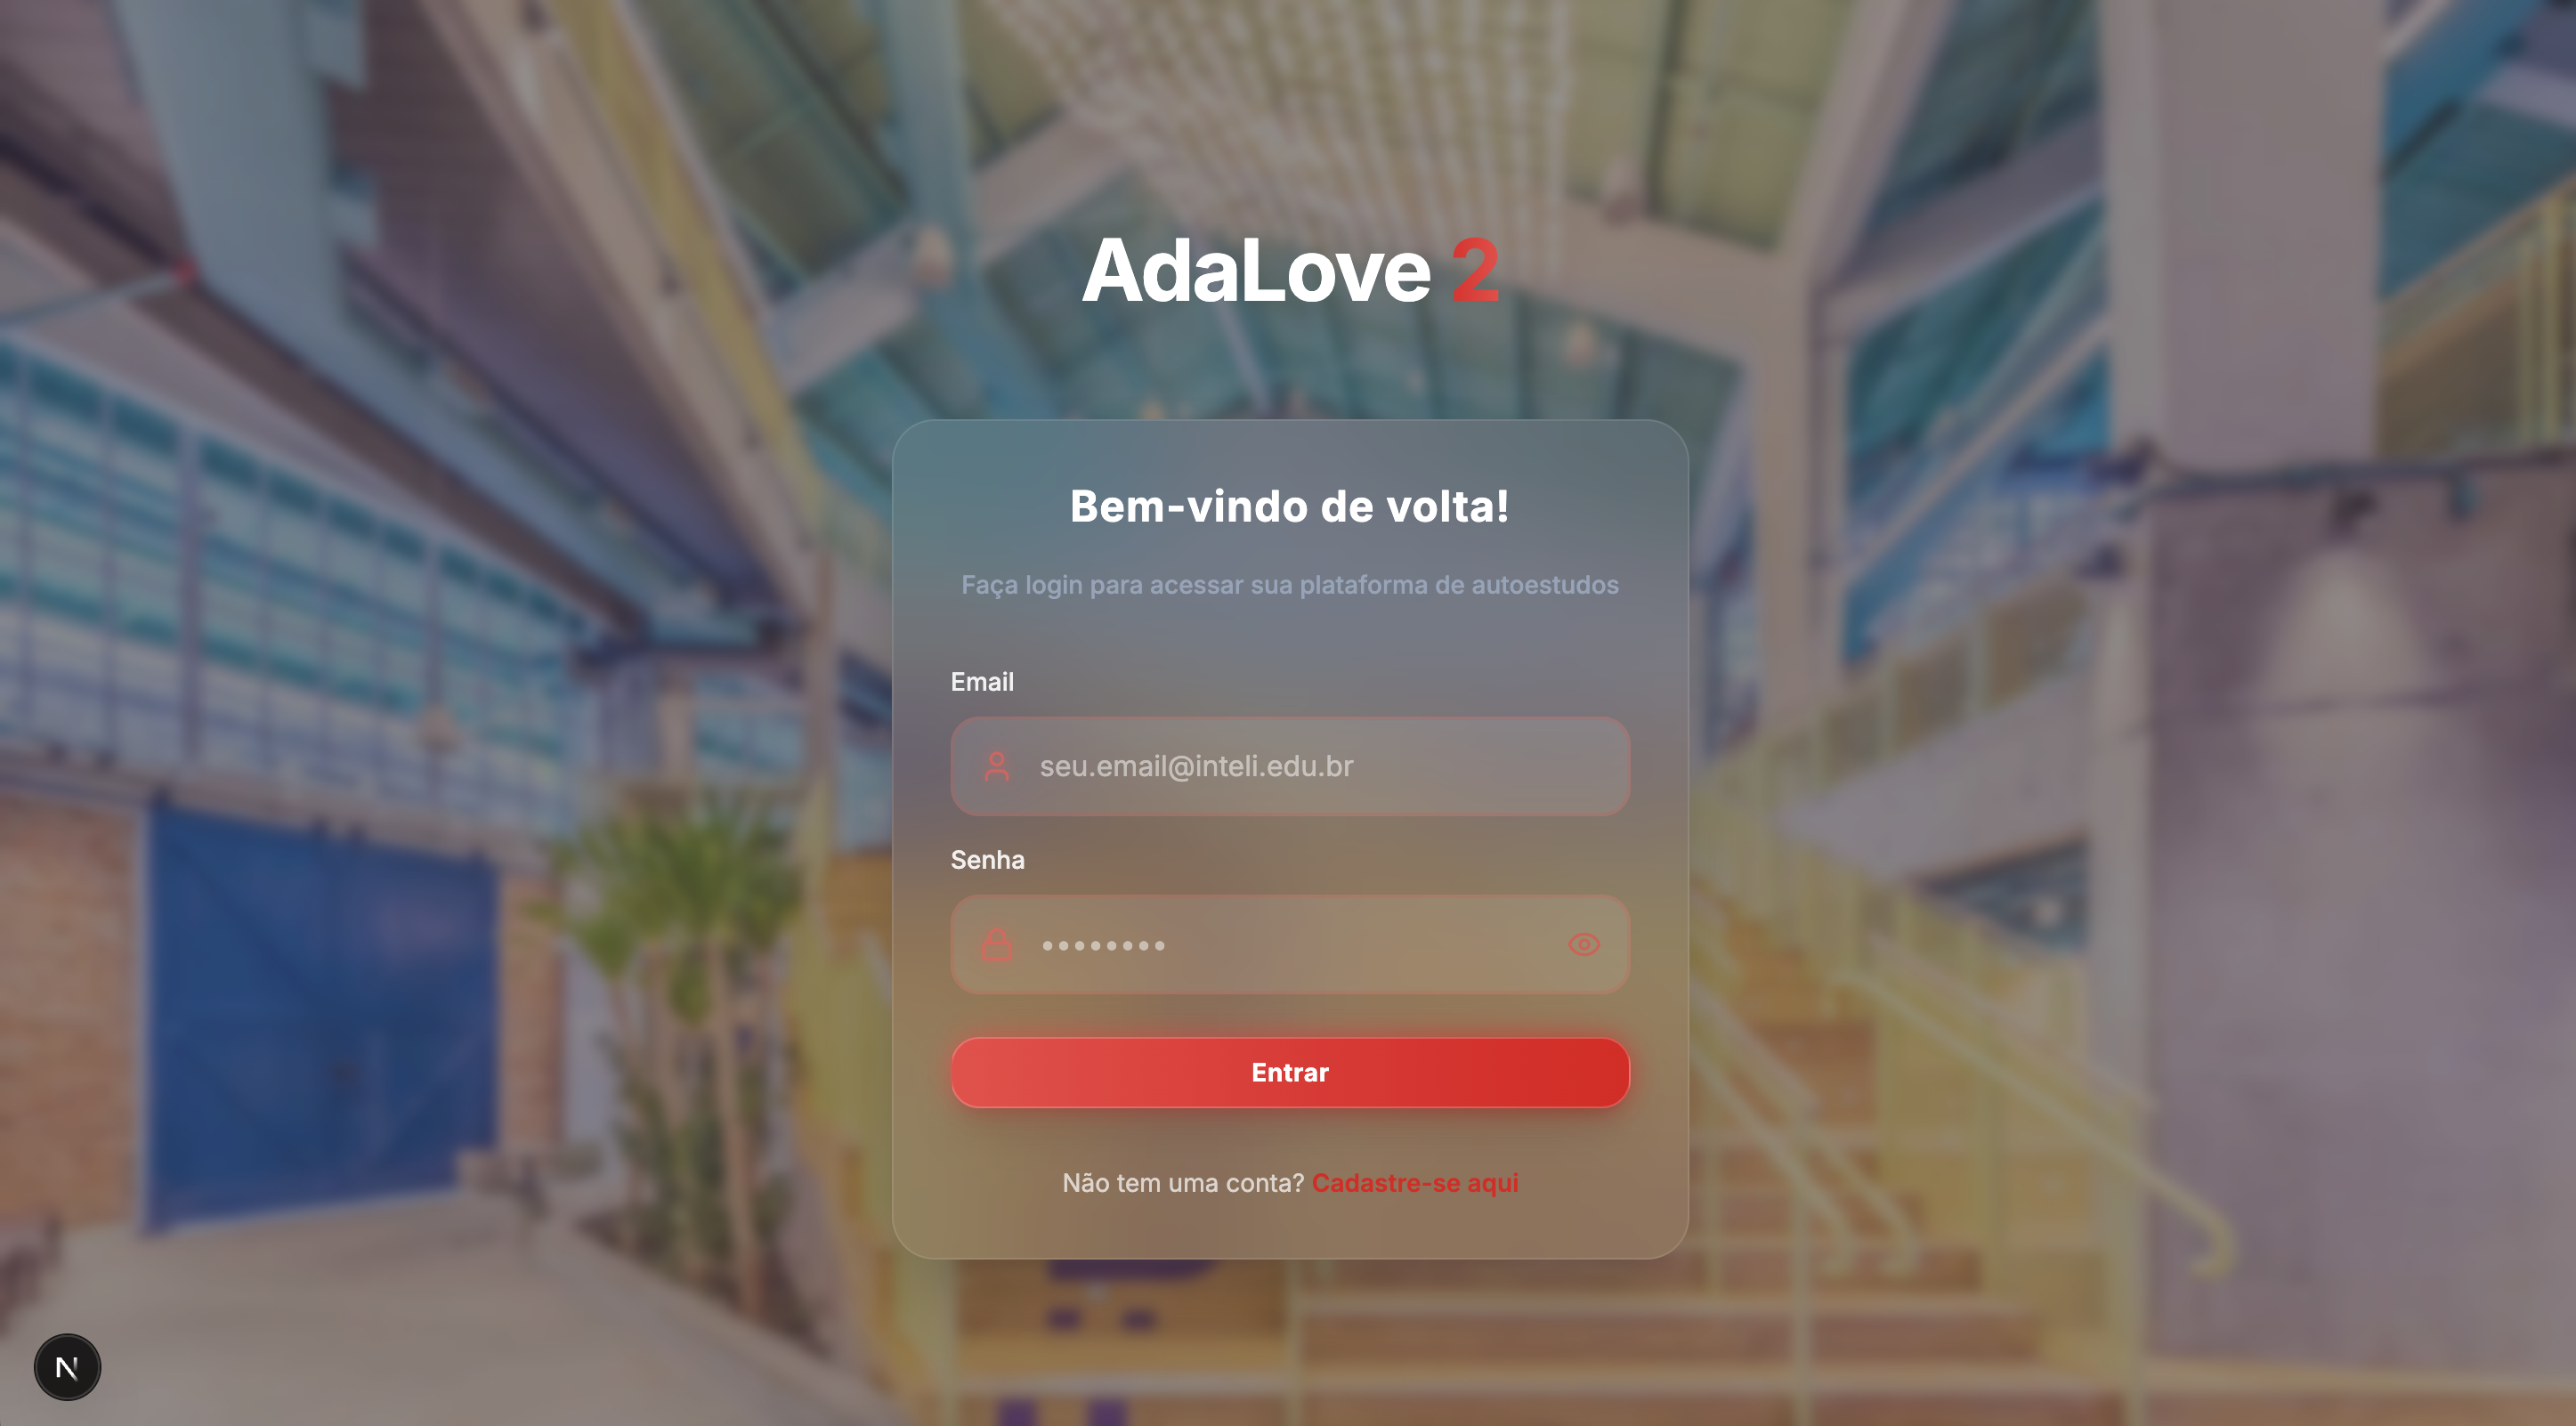 AdaLove 2
Bem-vindo de volta!
Faça login para acessar sua plataforma de autoestudos
Email
seu.email@inteli.edu.br
Senha
••••••••
Entrar
Não tem uma conta? Cadastre-se aqui
N